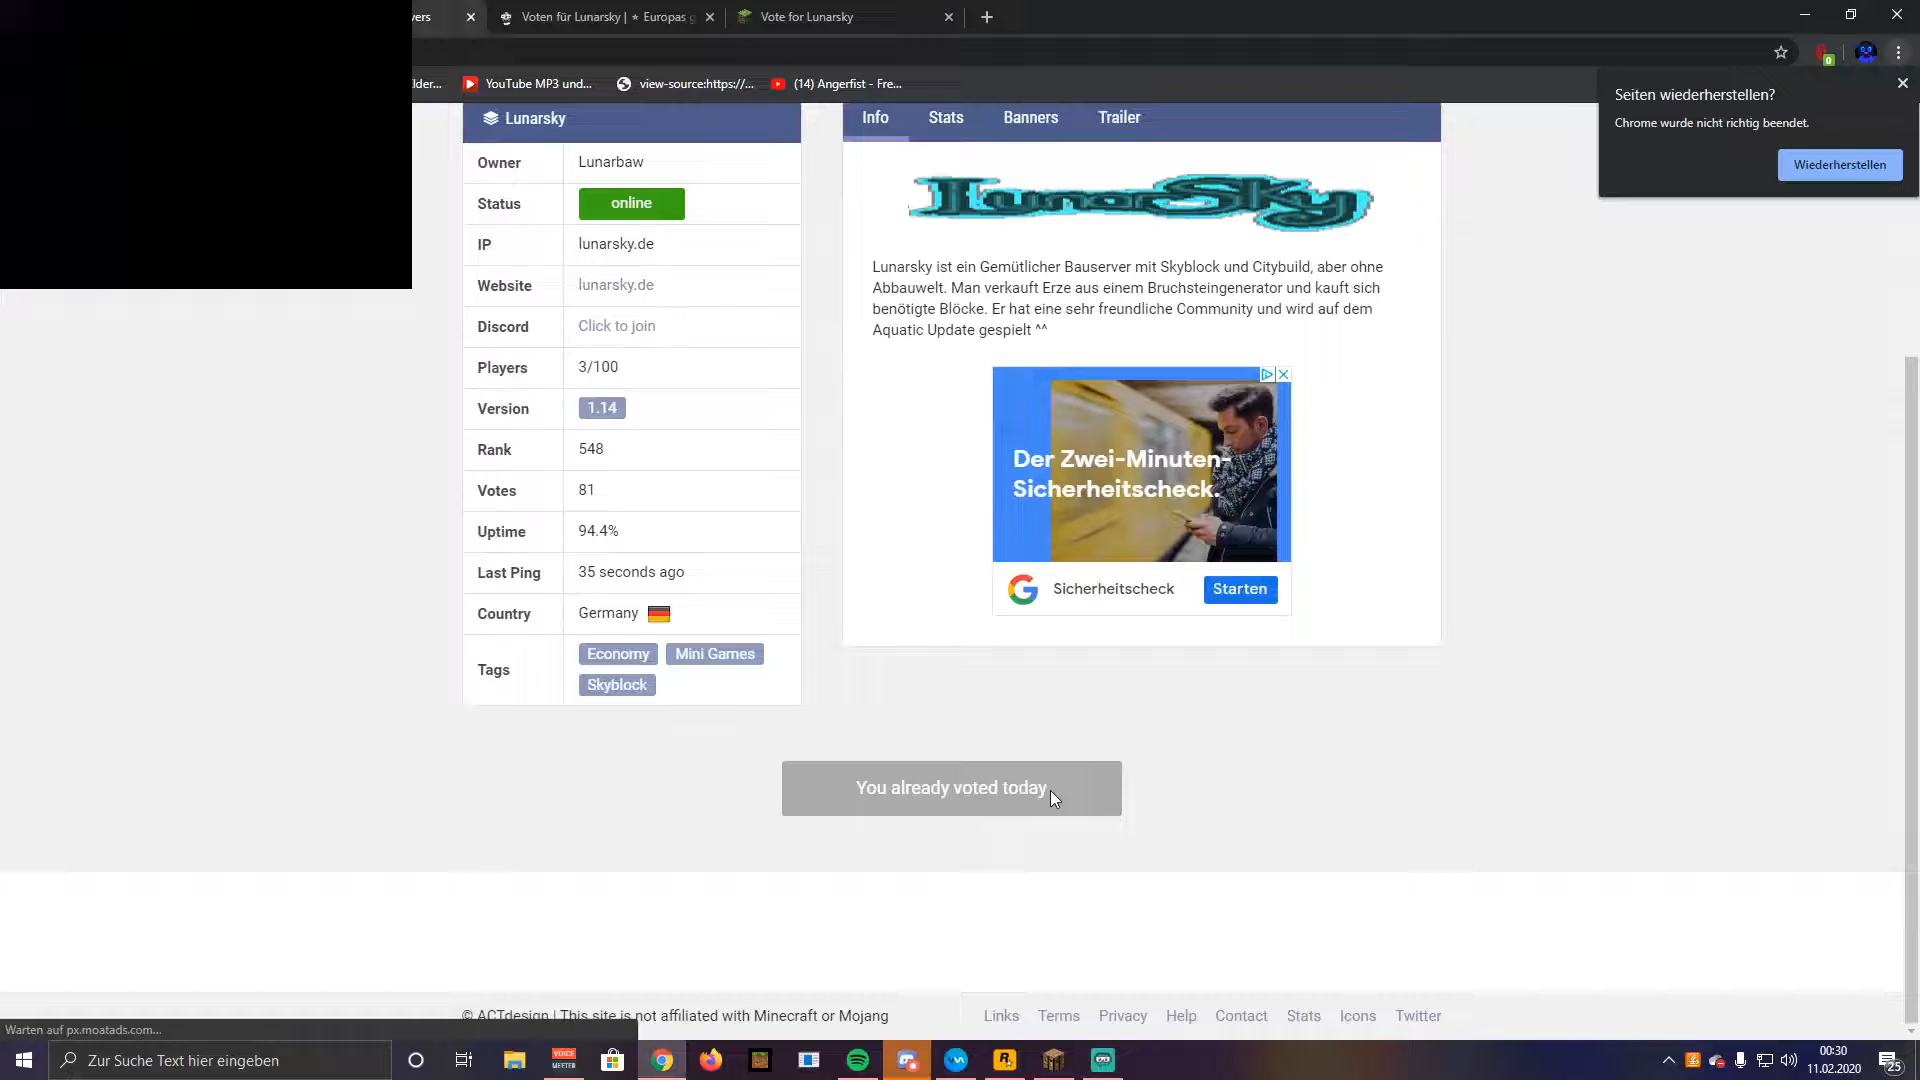 vers
Voten für Lunarsky | ★ Europas g
Vote for Lunarsky
lder...
YouTube MP3 und...
view-source:https://...
(14) Angerfist - Fre...
0
Seiten wiederherstellen?
Chrome wurde nicht richtig beendet.
Wiederherstellen
Lunarsky
Owner Lunarbaw
Status online
IP lunarsky.de
Website lunarsky.de
Discord Click to join
Players 3/100
Version 1.14
Rank 548
Votes 81
Uptime 94.4%
Last Ping 35 seconds ago
Country Germany
Tags Economy Mini Games
Skyblock
Info Stats Banners Trailer
LunarSky
Lunarsky ist ein Gemütlicher Bauserver mit Skyblock und Citybuild, aber ohne
Abbauwelt. Man verkauft Erze aus einem Bruchsteingenerator und kauft sich
benötigte Blöcke. Er hat eine sehr freundliche Community und wird auf dem
Aquatic Update gespielt ^^
Der Zwei-Minuten-
Sicherheitscheck.
Sicherheitscheck Starten
You already voted today
© ACTdesign | This site is not affiliated with Minecraft or Mojang
Links Terms Privacy Help Contact Stats Icons Twitter
Warten auf px.moatads.com...
Zur Suche Text hier eingeben
VOICE
MEETER
00:30
11.02.2020
25